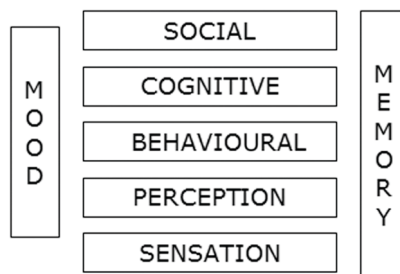 SOCIAL
COGNITIVE
BEHAVIOURAL
PERCEPTION
SENSATION
MOOD
MEMORY